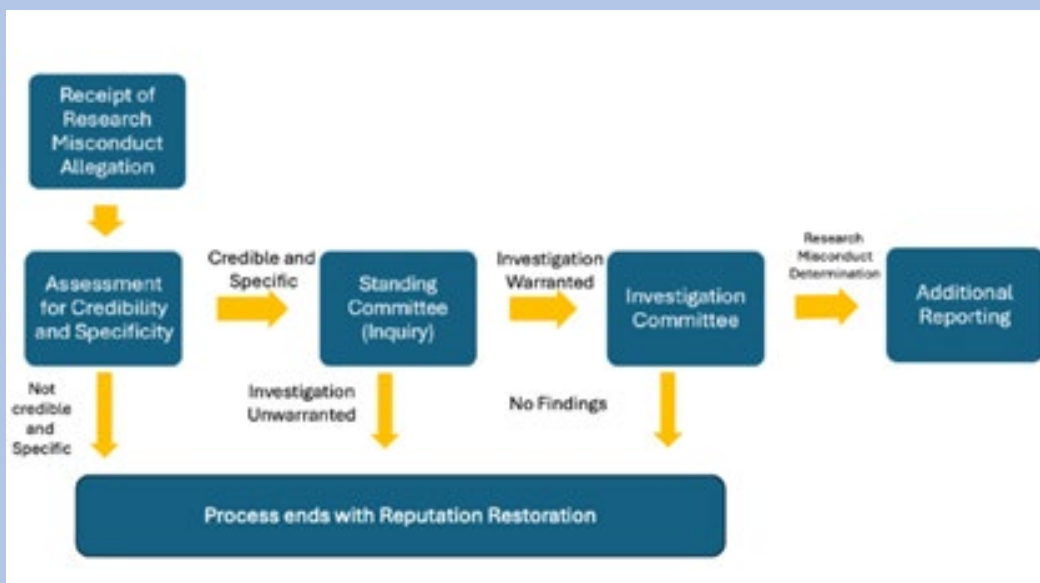 Receipt of
Research
Misconduct
Allegation
Assessment
for Credibility
and Specificity
Credible and
Specific
Standing
Committee
(Inquiry)
Investigation
Warranted
Investigation
Committee
Research
Misconduct
Determination
Additional
Reporting
Not
credible
and
Specific
Investigation
Unwarranted
No Findings
Process ends with Reputation Restoration